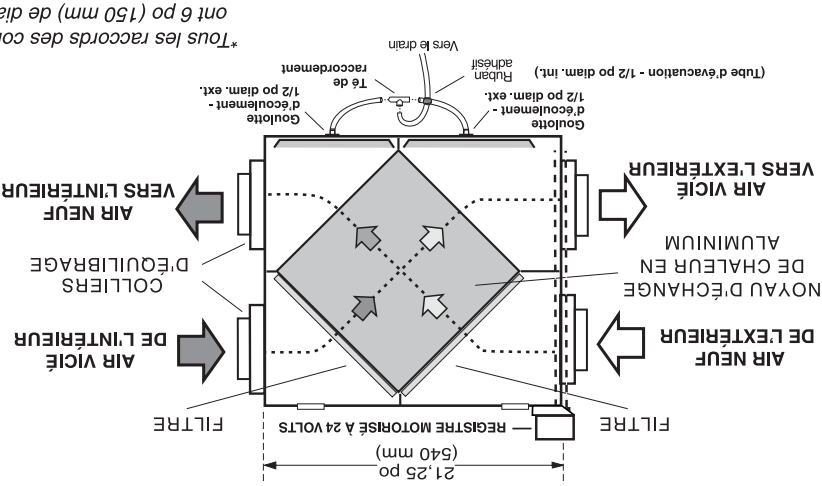 21,25 po
(540 mm)
REGISTRE MOTORISÉ À 24 VOLTS
FILTRE
FILTRE
AIR VICIÉ
DE L'INTÉRIEUR
AIR NEUF
DE L'EXTÉRIEUR
COLLIERS
D'ÉQUILIBRAGE
NOYAU D'ÉCHANGE
DE CHALEUR EN
ALUMINIUM
AIR NEUF
VERS L'INTÉRIEUR
AIR VICIÉ
VERS L'EXTÉRIEUR
Goulotte
d'écoulement -
1/2 po diam. ext.
Goulotte
d'écoulement -
1/2 po diam. ext.
Té de
raccordement
Ruban
adhésif
(Tube d'évacuation - 1/2 po diam. int.)
Vers le drain
*Tous les raccords des
ont 6 po (150 mm) de